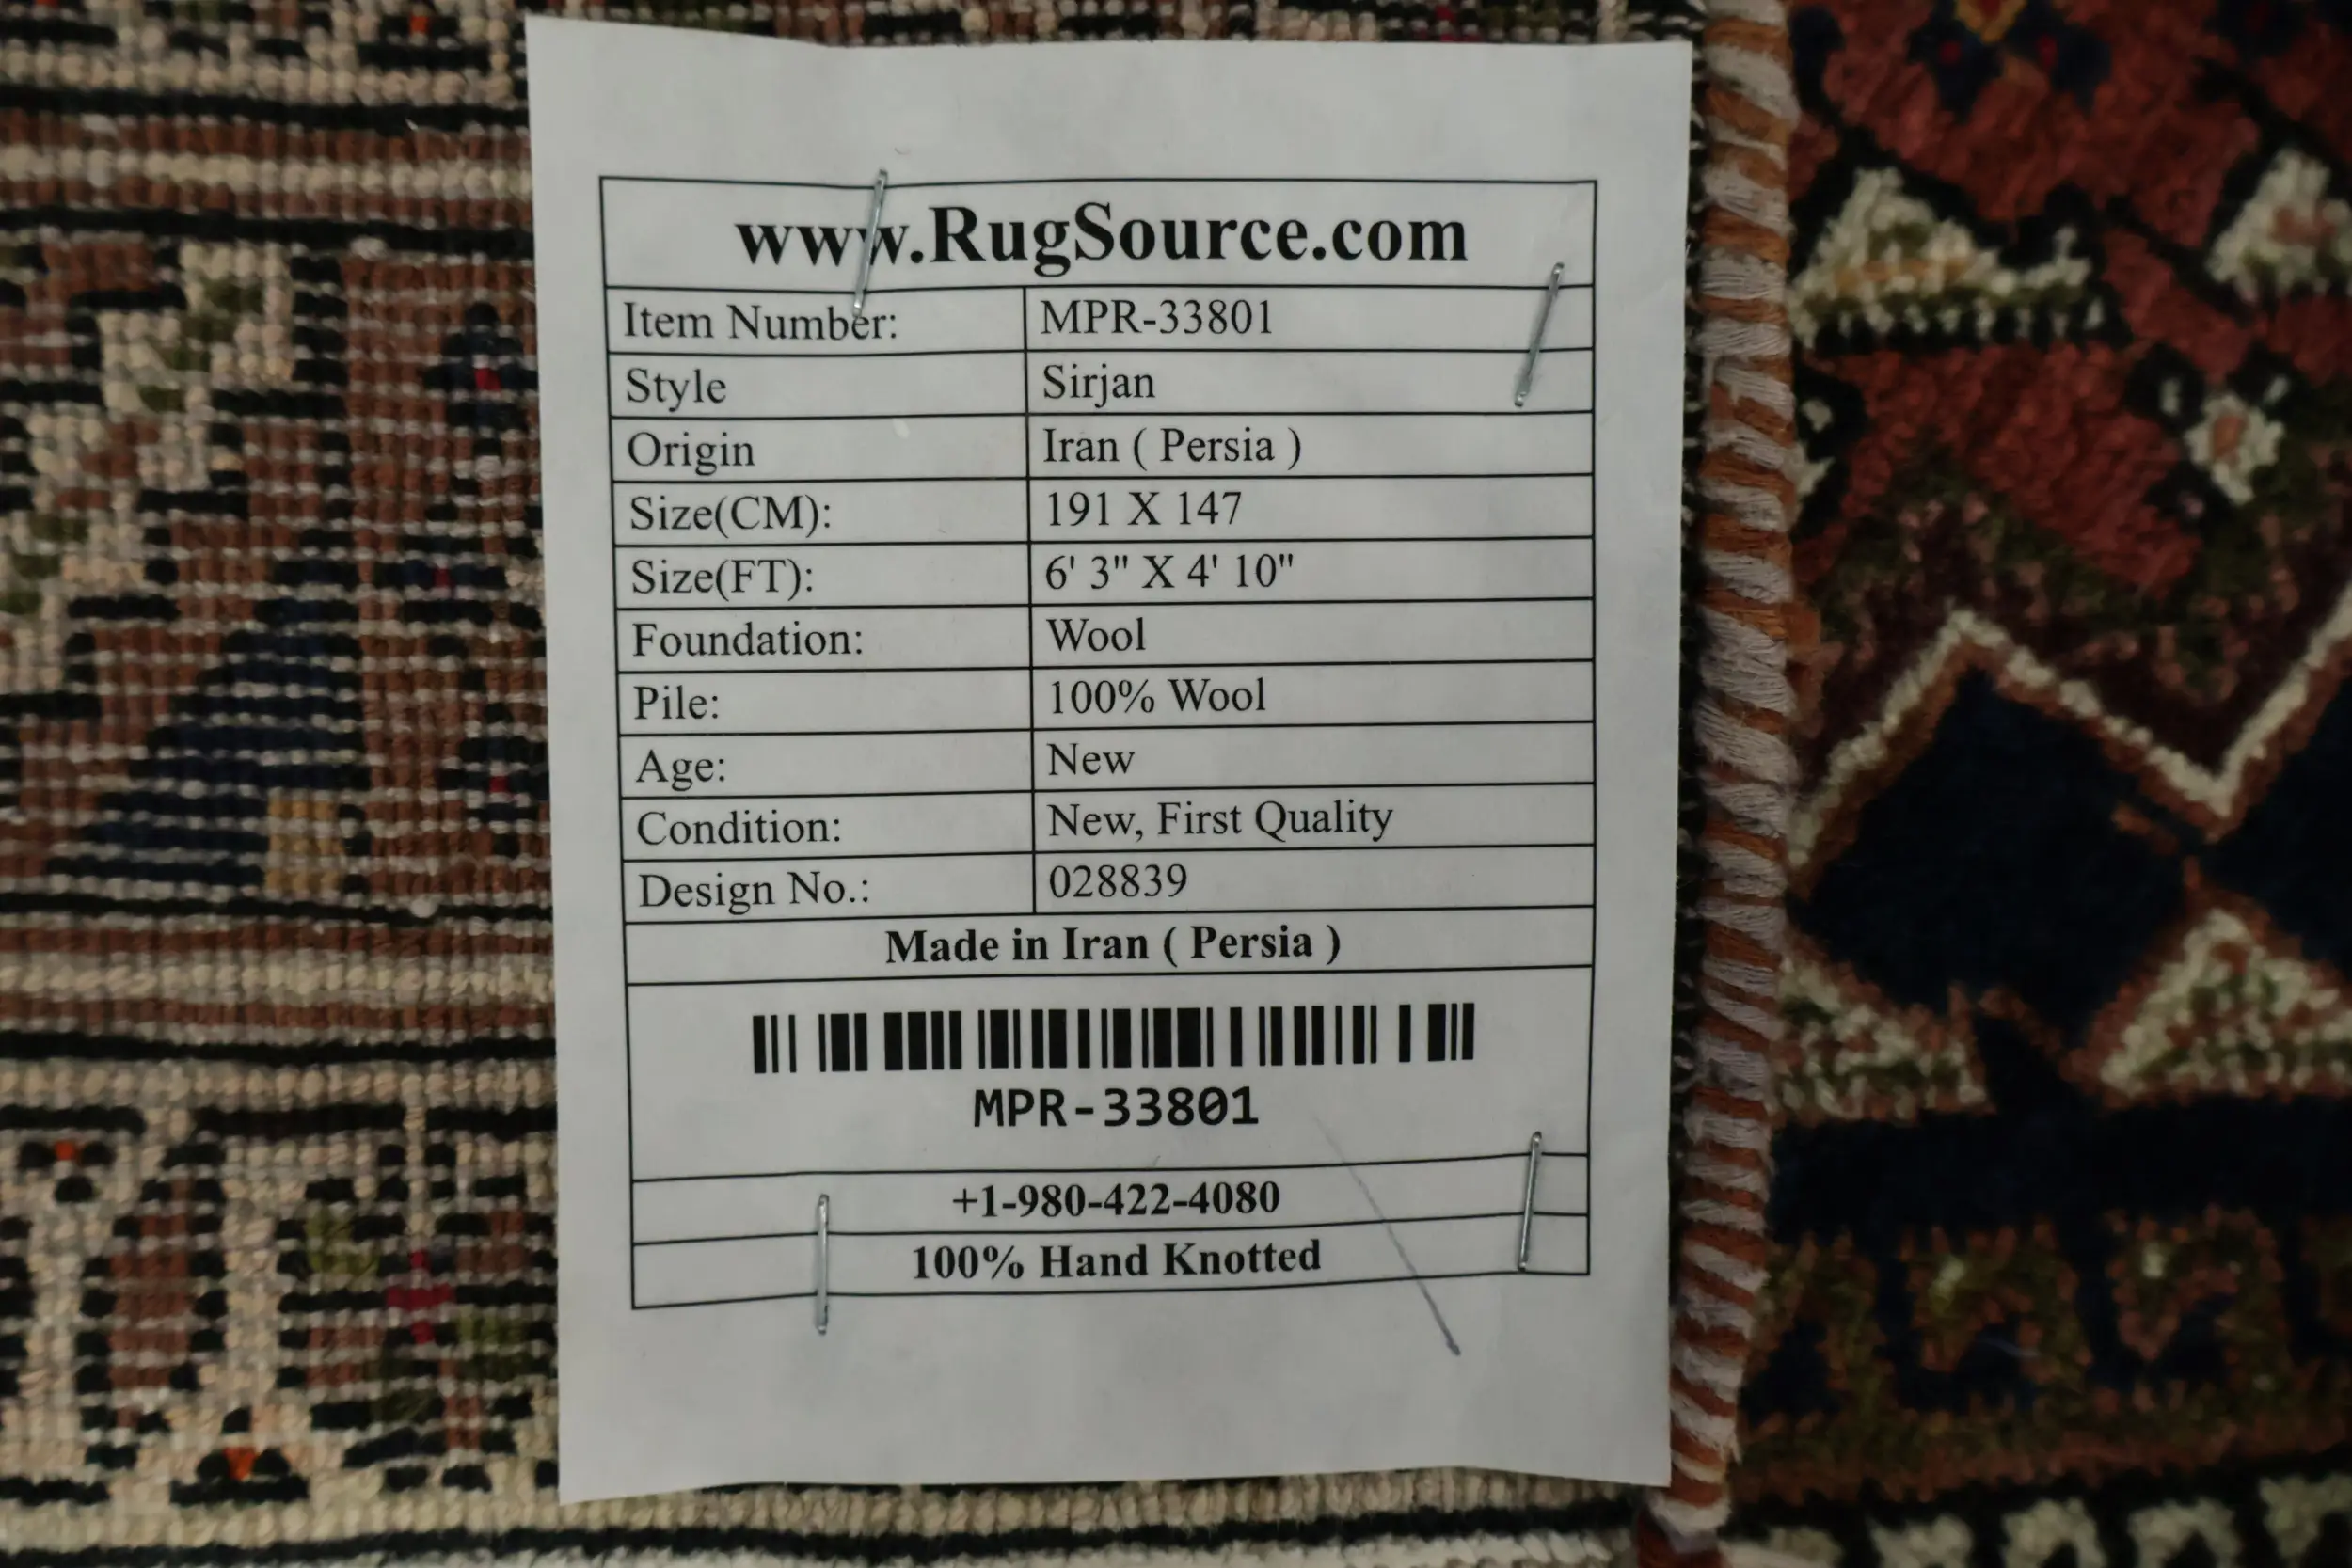 www.RugSource.com
Item Number: MPR-33801
Style Sirjan
Origin Iran ( Persia )
Size(CM): 191 X 147
Size(FT): 6' 3" X 4' 10"
Foundation: Wool
Pile: 100% Wool
Age: New
Condition: New, First Quality
Design No.: 028839
Made in Iran ( Persia )
MPR-33801
+1-980-422-4080
100% Hand Knotted